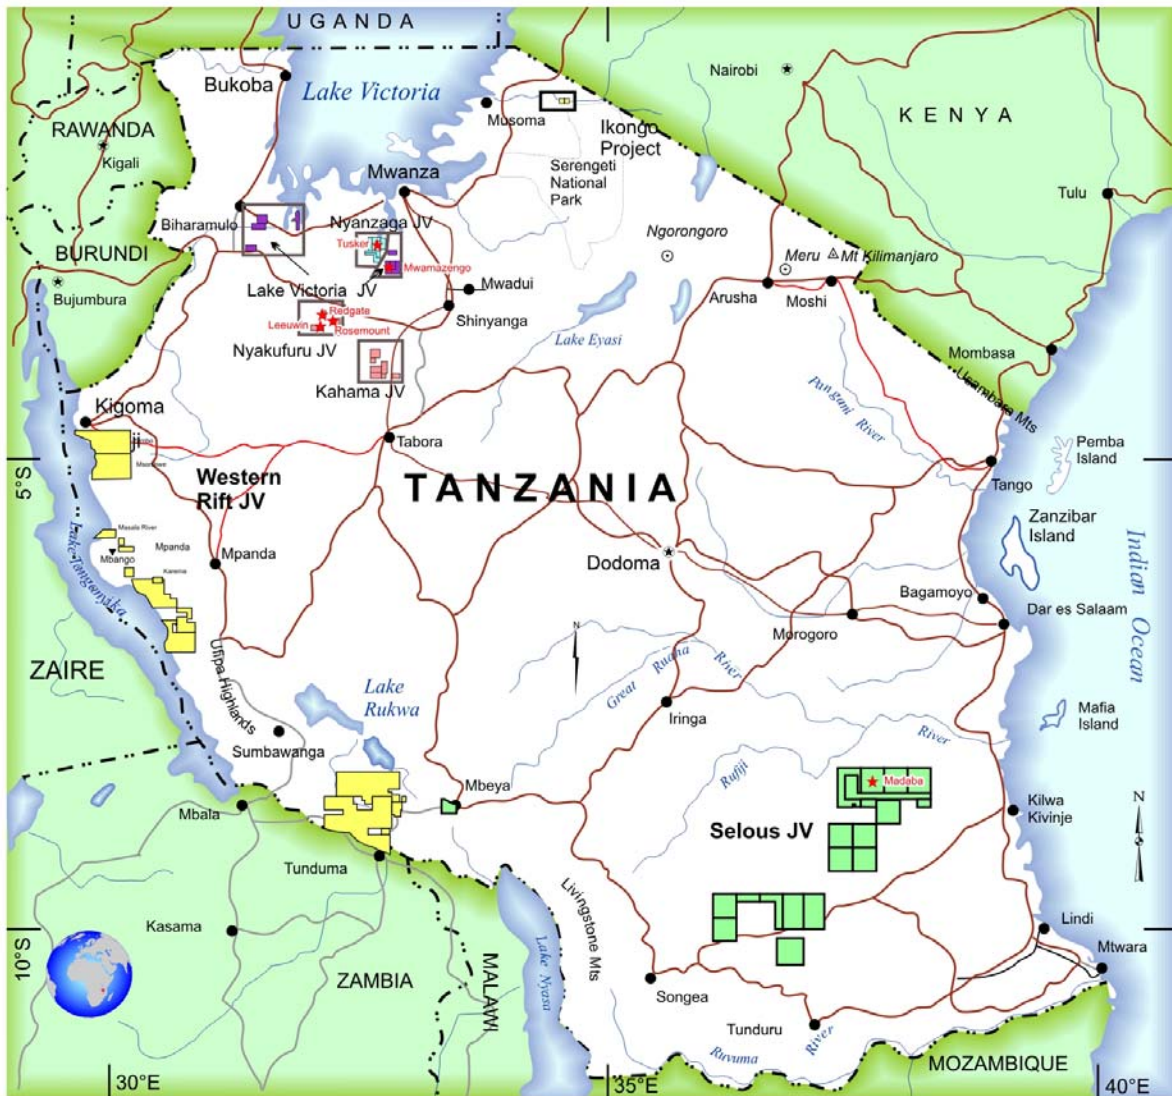 UGANDA
Nairobi
Bukoba
Lake Victoria
KENYA
Musoma
Ikongo
Project
RAWANDA
Kigali
Serengeti
National
Park
Mwanza
Tulu
Biharamulo
Nyanzaga JV
BURUNDI
Tusker
Ngorongoro
Meru
Mt Kilimanjaro
Mwamazengo
Bujumbura
Lake Victoria JV
Mwadui
Arusha
Moshi
Redgate
Leeuwin
Rosemount
Shinyanga
Nyakufuru JV
Lake Eyasi
Mombasa
Kahama JV
Usambara Mts
Pangani River
Kigoma
Tabora
Pemba
Island
5°S
Western
Rift JV
TANZANIA
Tango
Zanzibar
Island
Lake Tangonyika
Masale River
Mpanda
Mbango
Mpanda
Karema
Dodoma
Indian Ocean
Bagamoyo
Dar es Salaam
Morogoro
N
ZAIRE
Ufipa Highlands
Great Ruaha River
Lake
Rukwa
Iringa
Mafia
Island
Sumbawanga
Rufiji
River
Madaba
Mbeya
N
Mbala
Selous JV
Kilwa
Kivinje
Tunduma
Livingstone Mts
Kasama
Lindi
10°S
Lake Nyasa
Mtwara
ZAMBIA
MALAWI
Songea
Tunduru
Ruvuma
River
MOZAMBIQUE
30°E
35°E
40°E